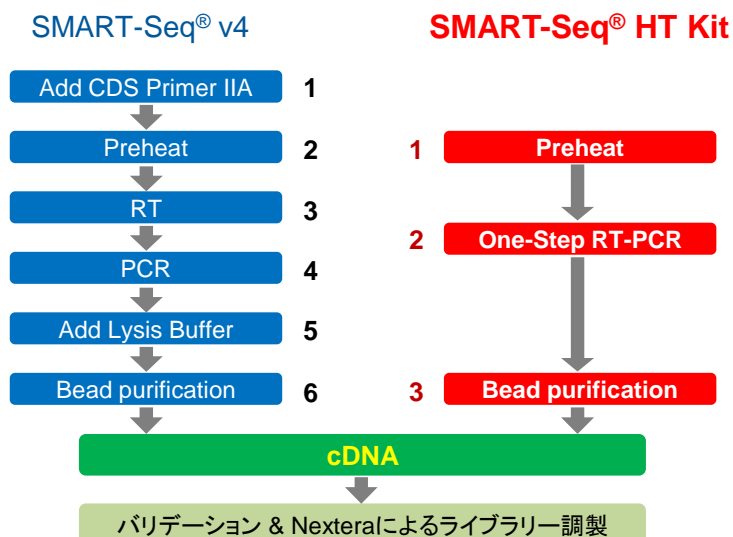 SMART-Seq® v4
SMART-Seq® HT Kit
Add CDS Primer IIA 1
Preheat 2
1 Preheat
RT 3
2 One-Step RT-PCR
PCR 4
Add Lysis Buffer 5
Bead purification 6
3 Bead purification
cDNA
バリデーション & Nexteraによるライブラリー調製